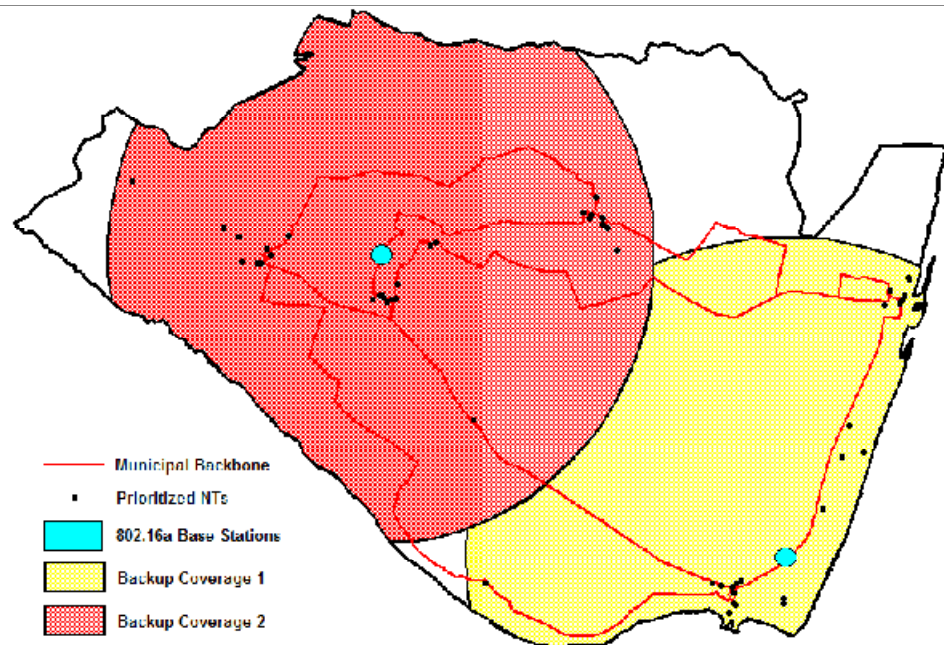 Municipal Backbone
Prioritized NTs
802.16a Base Stations
Backup Coverage 1
Backup Coverage 2